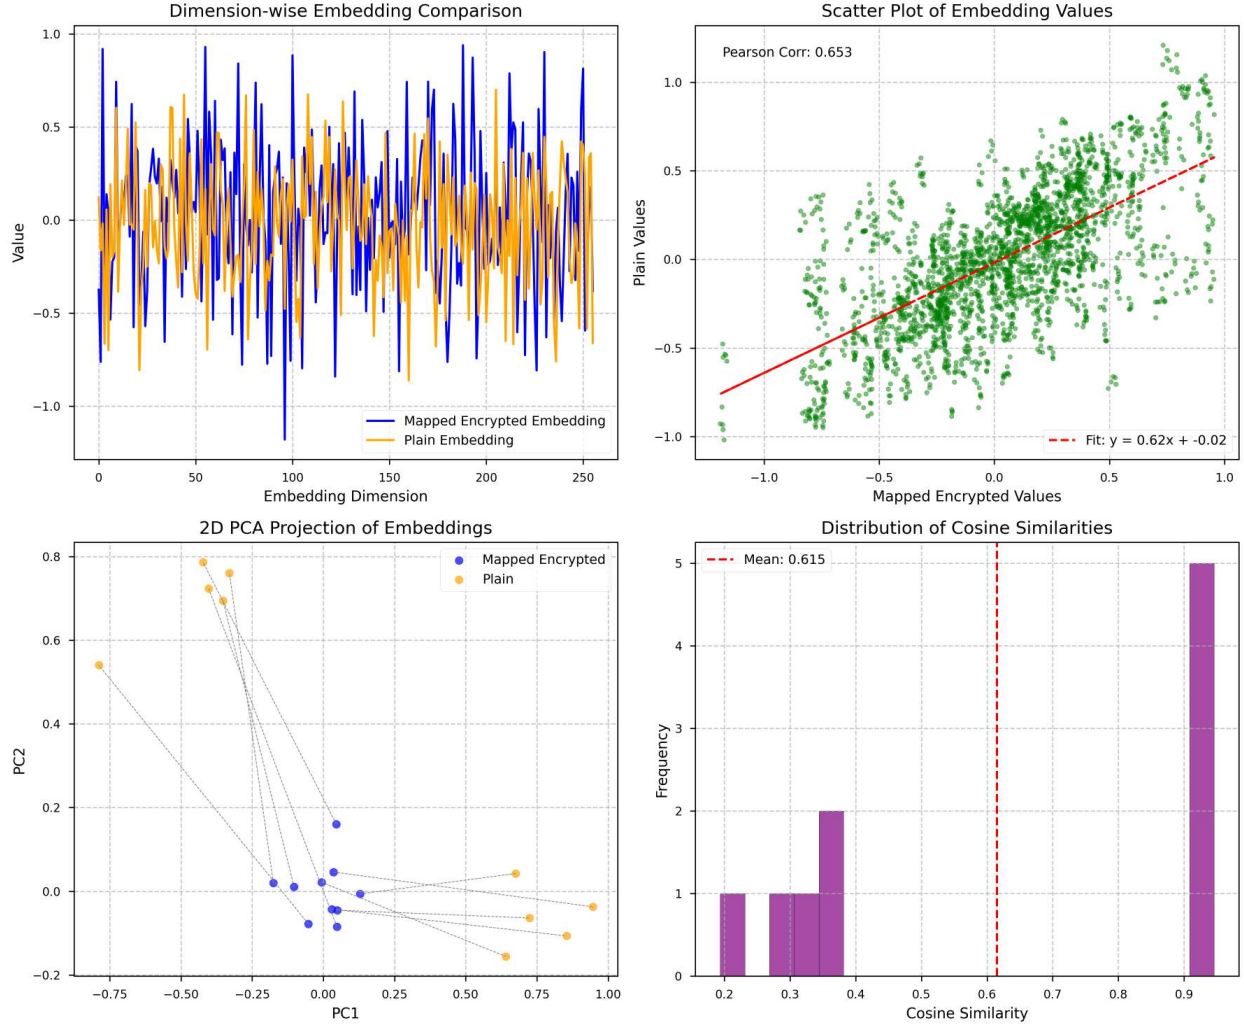 Dimension-wise Embedding Comparison
1.0
0.5
0.0
−0.5
−1.0
Value
Mapped Encrypted Embedding
Plain Embedding
0
50
100
150
200
250
Embedding Dimension
Scatter Plot of Embedding Values
Pearson Corr: 0.653
1.0
0.5
0.0
−0.5
−1.0
Plain Values
Fit: y = 0.62x + -0.02
−1.0
−0.5
0.0
0.5
1.0
Mapped Encrypted Values
2D PCA Projection of Embeddings
Mapped Encrypted
Plain
0.8
0.6
0.4
0.2
0.0
−0.2
PC2
−0.75
−0.50
−0.25
0.00
0.25
0.50
0.75
1.00
PC1
Distribution of Cosine Similarities
Mean: 0.615
5
4
3
2
1
0
Frequency
0.2
0.3
0.4
0.5
0.6
0.7
0.8
0.9
Cosine Similarity